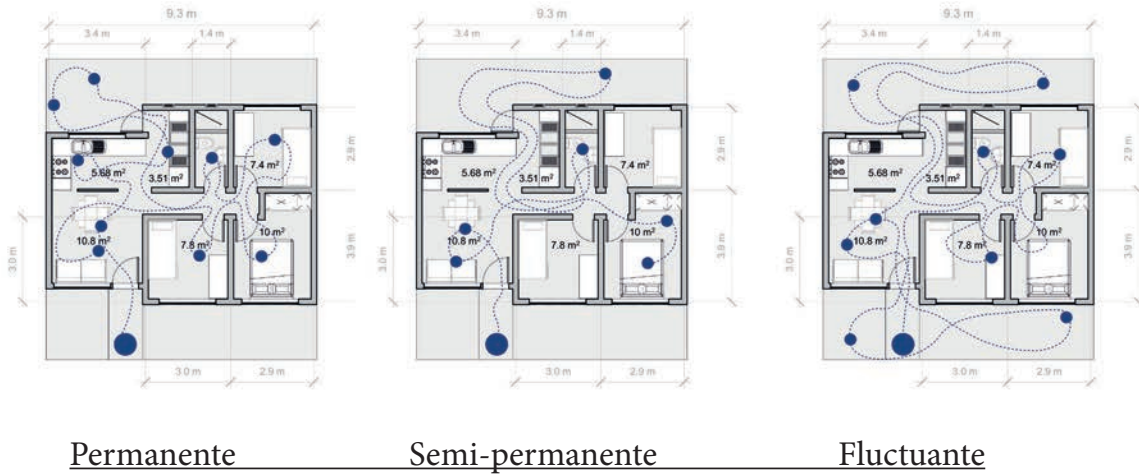 9.3 m 9.3 m 9.3 m
3.4 m 1.4 m 3.4 m 1.4 m 3.4 m 1.4 m
2.9 m 2.9 m 2.9 m
7.4 m² 7.4 m² 7.4 m²
5.68 m² 3.51 m² 5.68 m² 3.51 m² 5.68 m² 3.51 m²
10.8 m² 7.8 m² 10 m² 10.8 m² 7.8 m² 10 m² 10.8 m² 7.8 m² 10 m²
3.0 m 3.9 m 3.0 m 3.9 m 3.0 m 3.9 m
3.0 m 2.9 m 3.0 m 2.9 m 3.0 m 2.9 m
Permanente Semi-permanente Fluctuante